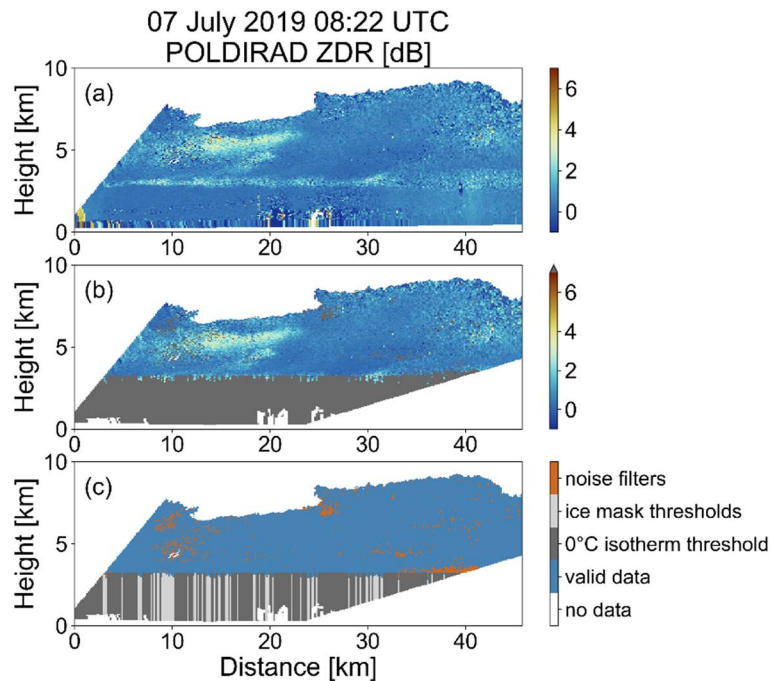 07 July 2019 08:22 UTC
POLDIRAD ZDR [dB]
(a)
Height [km]
10
5
0
0
10
20
30
40
6
4
2
0
(b)
Height [km]
10
5
0
0
10
20
30
40
6
4
2
0
(c)
Height [km]
10
5
0
0
10
20
30
40
Distance [km]
noise filters
ice mask thresholds
0°C isotherm threshold
valid data
no data